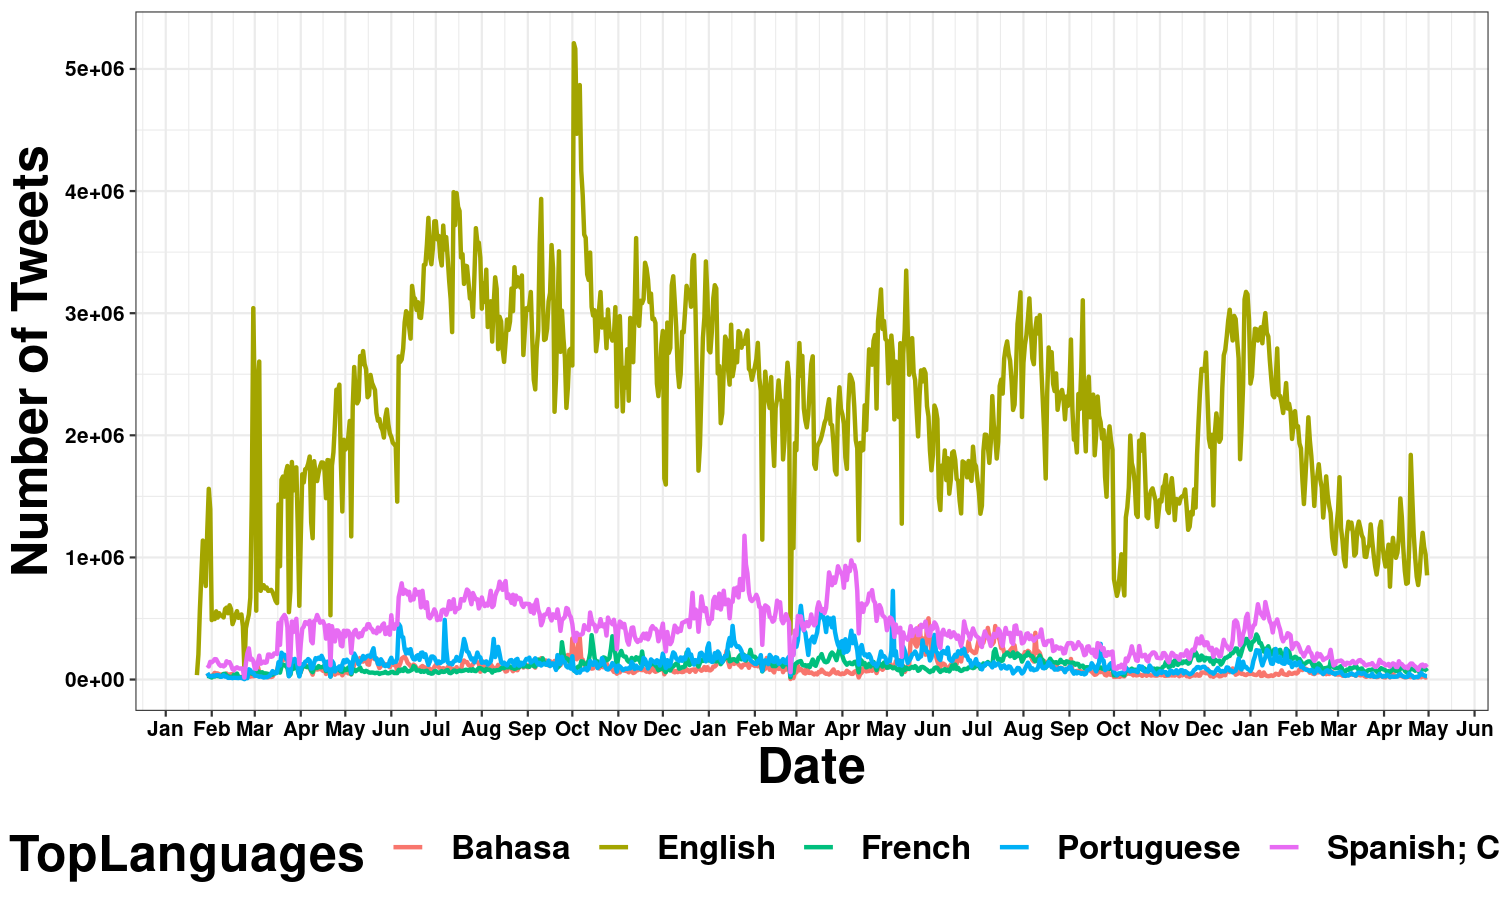 Number of Tweets
5e+06
4e+06
3e+06
2e+06
1e+06
0e+00
Jan Feb Mar Apr May Jun Jul Aug Sep Oct Nov Dec Jan Feb Mar Apr May Jun Jul Aug Sep Oct Nov Dec Jan Feb Mar Apr May Jun
Date
TopLanguages Bahasa English French Portuguese Spanish; C